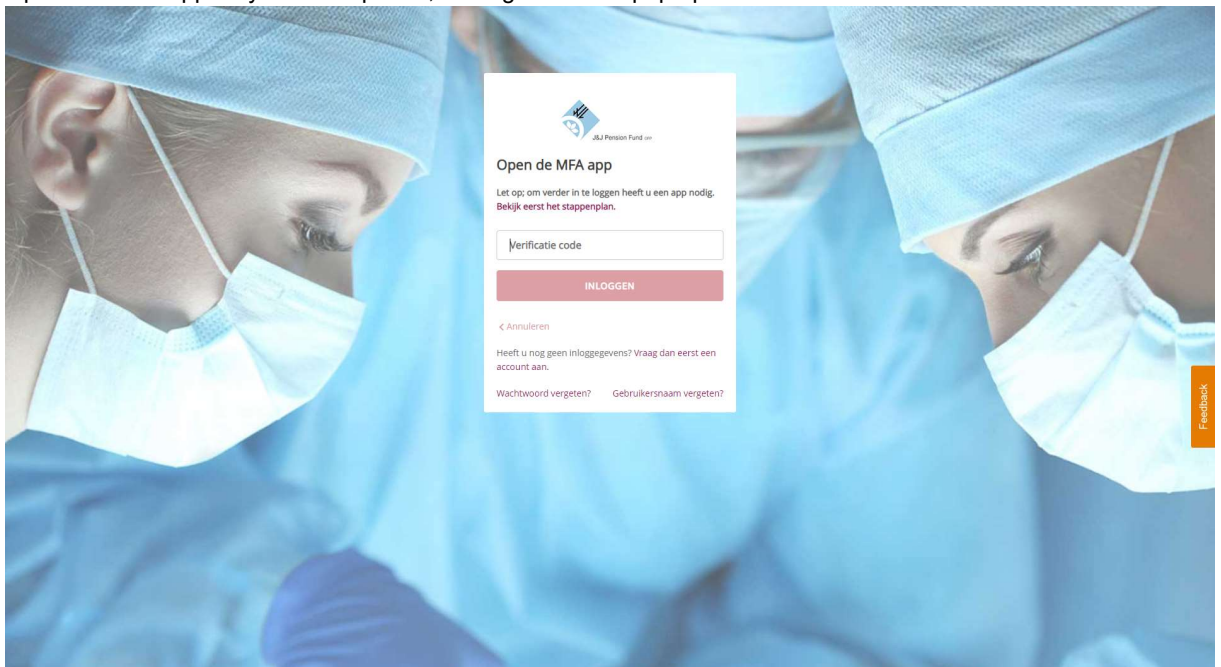 J&J Pension Fund OFP
Open de MFA app
Let op; om verder in te loggen heeft u een app nodig.
Bekijk eerst het stappenplan.
Verificatie code
INLOGGEN
< Annuleren
Heeft u nog geen inloggegevens? Vraag dan eerst een
account aan.
Wachtwoord vergeten? Gebruikersnaam vergeten?
Feedback